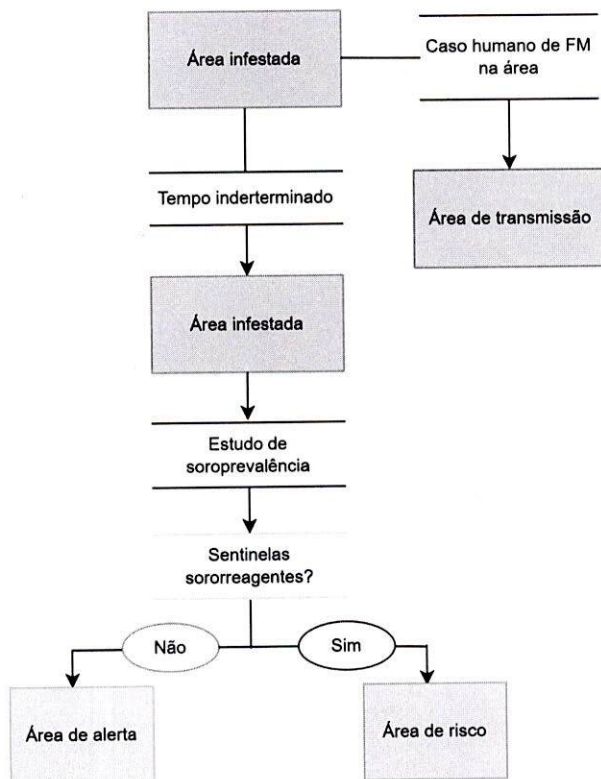 Área infestada
Caso humano de FM
na área
Tempo inderterminado
Área de transmissão
Área infestada
Estudo de
soroprevalência
Sentinelas
sororreagentes?
Não
Sim
Área de alerta
Área de risco